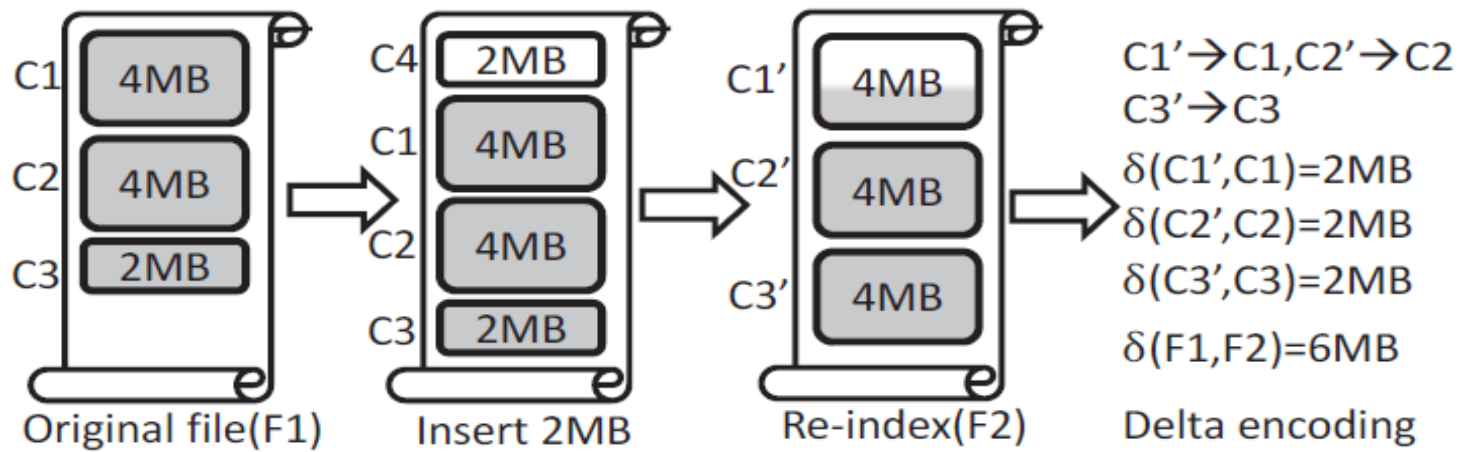 C1
4MB
C2
4MB
C3
2MB
Original file(F1)
C4
2MB
C1
4MB
C2
4MB
C3
2MB
Insert 2MB
C1’
4MB
C2’
4MB
C3’
4MB
Re-index(F2)
C1’→C1,C2’→C2
C3’→C3
δ(C1’,C1)=2MB
δ(C2’,C2)=2MB
δ(C3’,C3)=2MB
δ(F1,F2)=6MB
Delta encoding